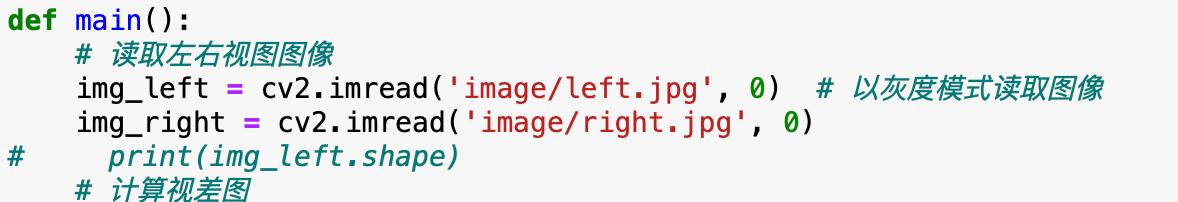 def main():
    # 读取左右视图图像
    img_left = cv2.imread('image/left.jpg', 0)  # 以灰度模式读取图像
    img_right = cv2.imread('image/right.jpg', 0)
#     print(img_left.shape)
    # 计算视差图